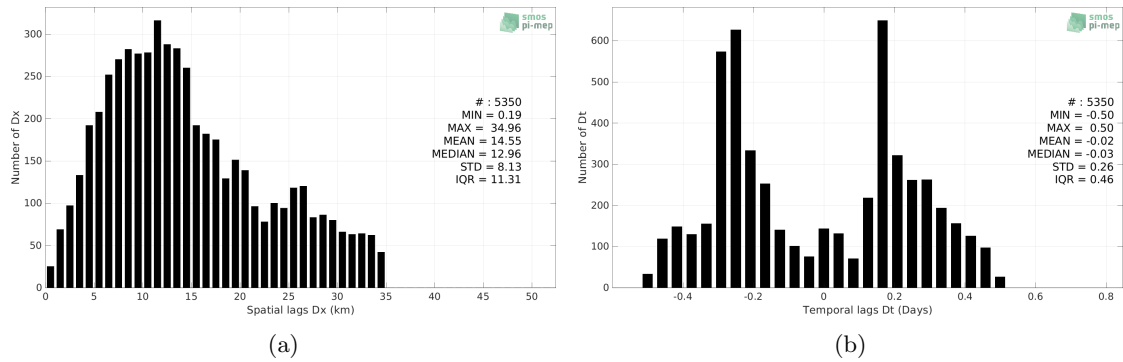 smos
pi-mep
300
250
200
150
100
50
0
Number of Dx
# : 5350
MIN = 0.19
MAX = 34.96
MEAN = 14.55
MEDIAN = 12.96
STD = 8.13
IQR = 11.31
0 5 10 15 20 25 30 35 40 45 50
Spatial lags Dx (km)
(a)
smos
pi-mep
600
500
400
300
200
100
0
Number of Dt
# : 5350
MIN = -0.50
MAX = 0.50
MEAN = -0.02
MEDIAN = -0.03
STD = 0.26
IQR = 0.46
-0.4 -0.2 0 0.2 0.4 0.6 0.8
Temporal lags Dt (Days)
(b)